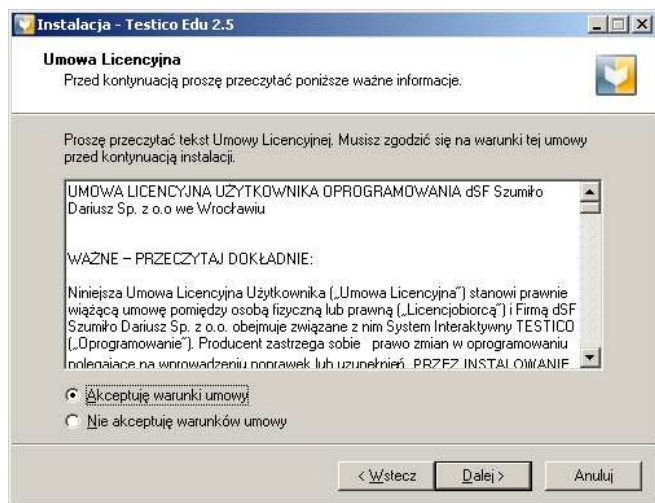 Instalacja - Testico Edu 2.5
Umowa Licencyjna
Przed kontynuacją proszę przeczytać poniższe ważne informacje.
Proszę przeczytać tekst Umowy Licencyjnej. Musisz zgodzić się na warunki tej umowy
przed kontynuacją instalacji.
UMOWA LICENCYJNA UŻYTKOWNIKA OPROGRAMOWANIA dSF Szumiło
Dariusz Sp. z o.o we Wrocławiu
WAŻNE – PRZECZYTAJ DOKŁADNIE:
Niniejsza Umowa Licencyjna Użytkownika („Umowa Licencyjna") stanowi prawnie
wiążącą umowę pomiędzy osobą fizyczną lub prawną („Licencjobiorcą") i Firmą dSF
Szumiło Dariusz Sp. z o.o. obejmuje związane z nim System Interaktywny TESTICO
(„Oprogramowanie"). Producent zastrzega sobie prawo zmian w oprogramowaniu
polegające na wprowadzeniu poprawek lub uzupełnień. PRZEZ INSTALOWANIE,
Akceptuję warunki umowy
Nie akceptuję warunków umowy
< Wstecz Dalej > Anuluj